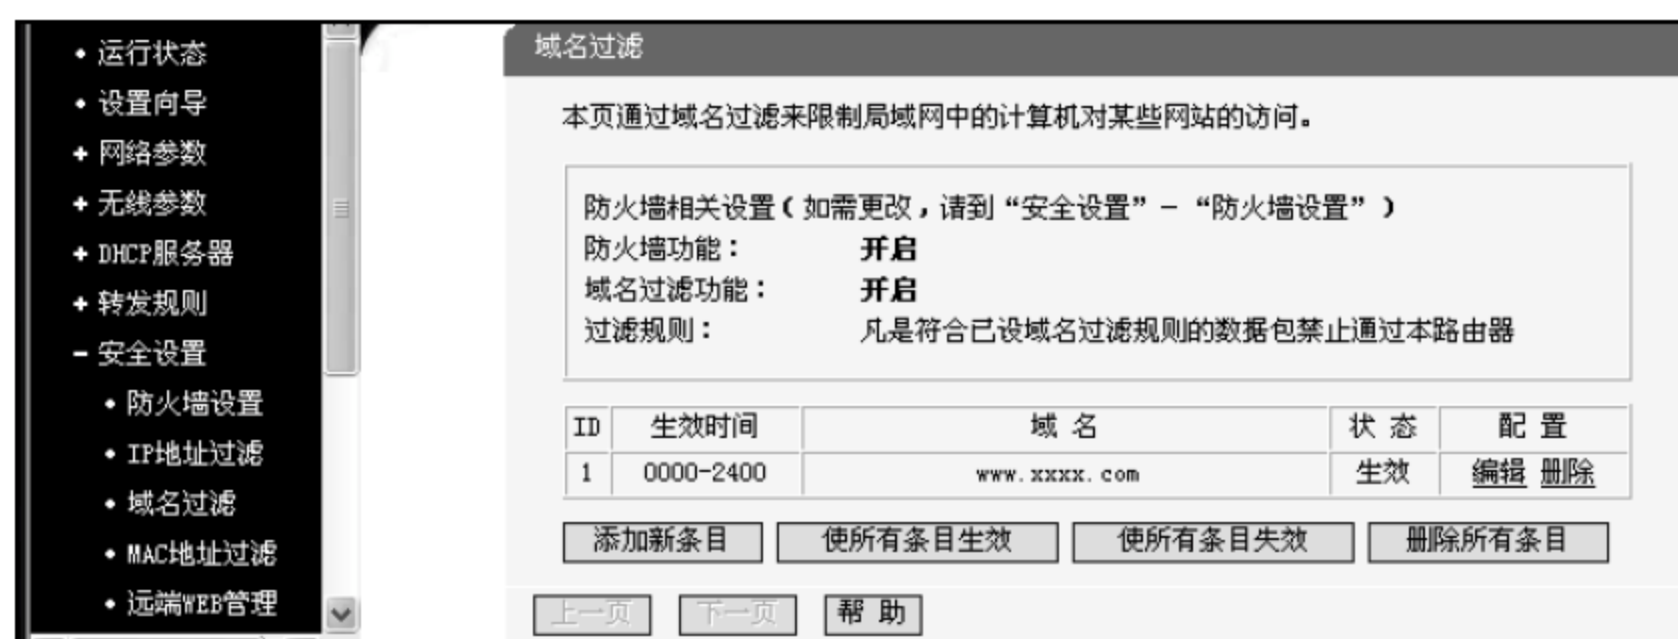 运行状态
设置向导
网络参数
无线参数
DHCP服务器
转发规则
安全设置
防火墙设置
IP地址过滤
域名过滤
MAC地址过滤
远端WEB管理
域名过滤
本页通过域名过滤来限制局域网中的计算机对某些网站的访问。
防火墙相关设置(如需更改,请到“安全设置”-“防火墙设置”)
防火墙功能: 开启
域名过滤功能: 开启
过滤规则: 凡是符合已设域名过滤规则的数据包禁止通过本路由器
ID 生效时间 域 名 状 态 配 置
1 0000-2400 www.xxxx.com 生效 编辑 删除
添加新条目 使所有条目生效 使所有条目失效 删除所有条目
上一页 下一页 帮 助